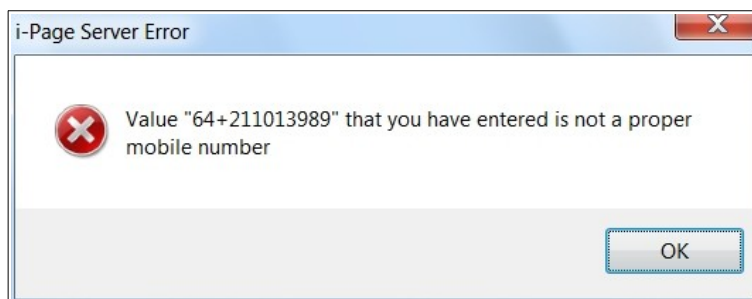 i-Page Server Error
Value "64+211013989" that you have entered is not a proper
mobile number
OK